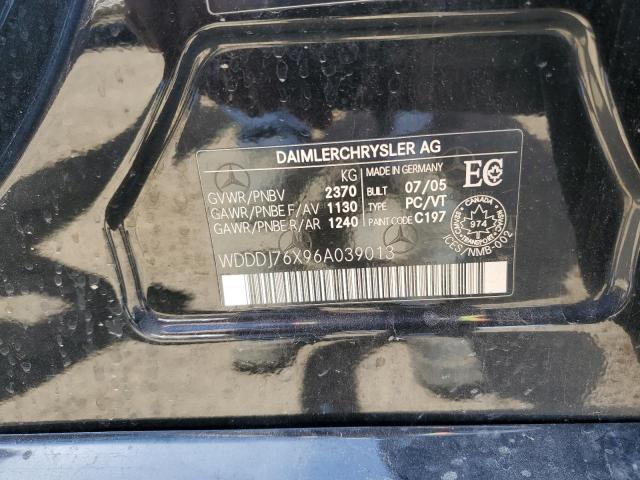 DAIMLERCHRYSLER AG
KG MADE IN GERMANY
GVWR/PNBV 2370 BUILT 07/05
GAWR/PNBE F/AV 1130 TYPE PC/VT
GAWR/PNBE R/AR 1240 PAINT CODE C197
WDDDJ76X96A039013
EC
CANADA
974
TRANSPORT
ICES/NMB-002